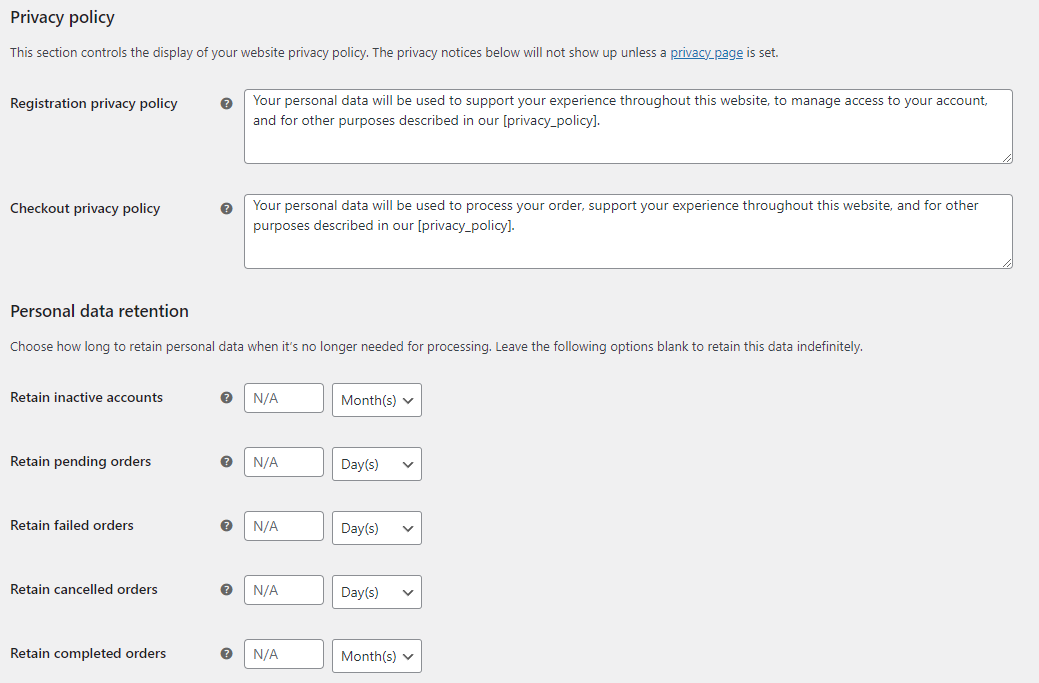 Privacy policy
This section controls the display of your website privacy policy. The privacy notices below will not show up unless a privacy page is set.
Registration privacy policy
Your personal data will be used to support your experience throughout this website, to manage access to your account,
and for other purposes described in our [privacy_policy].
Checkout privacy policy
Your personal data will be used to process your order, support your experience throughout this website, and for other
purposes described in our [privacy_policy].
Personal data retention
Choose how long to retain personal data when it's no longer needed for processing. Leave the following options blank to retain this data indefinitely.
Retain inactive accounts ? N/A Month(s)
Retain pending orders ? N/A Day(s)
Retain failed orders ? N/A Day(s)
Retain cancelled orders ? N/A Day(s)
Retain completed orders ? N/A Month(s)